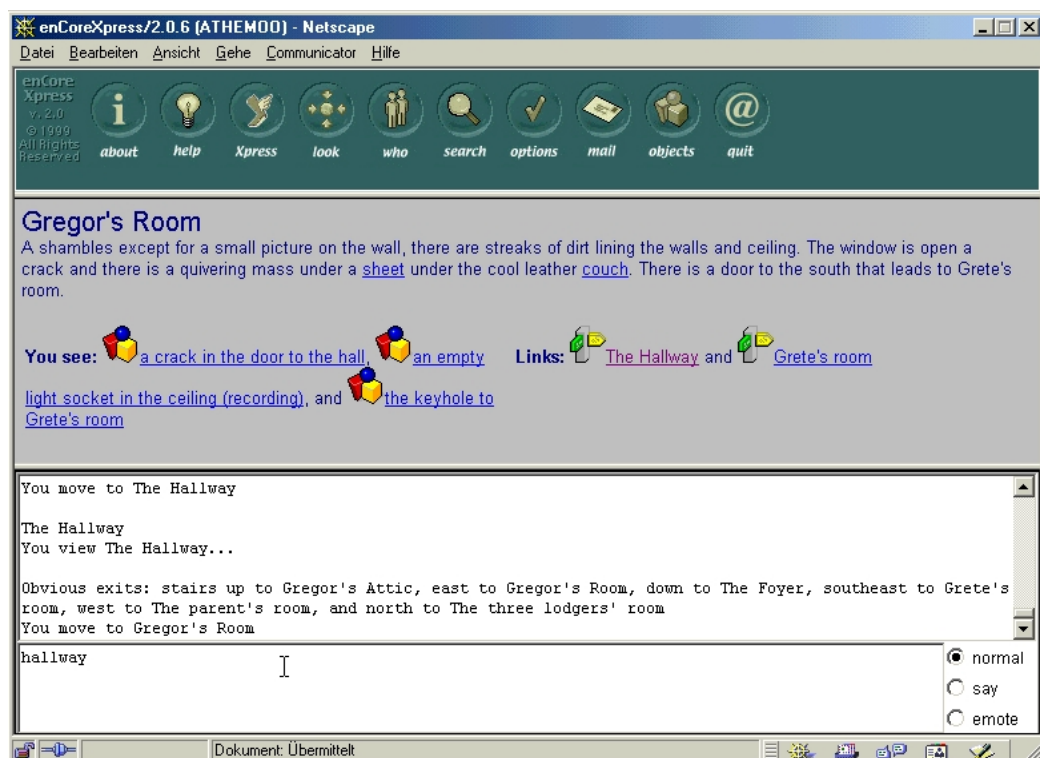 enCoreXpress/2.0.6 (ATHEMOO) - Netscape
Datei Bearbeiten Ansicht Gehe Communicator Hilfe
enCore
Xpress
v. 2.0
© 1999
All Rights
Reserved
about help Xpress look who search options mail objects quit
Gregor's Room
A shambles except for a small picture on the wall, there are streaks of dirt lining the walls and ceiling. The window is open a
crack and there is a quivering mass under a sheet under the cool leather couch. There is a door to the south that leads to Grete's
room.
You see: a crack in the door to the hall, an empty
light socket in the ceiling (recording), and the keyhole to
Grete's room
Links: The Hallway and Grete's room
You move to The Hallway
The Hallway
You view The Hallway...
Obvious exits: stairs up to Gregor's Attic, east to Gregor's Room, down to The Foyer, southeast to Grete's
room, west to The parent's room, and north to The three lodgers' room
You move to Gregor's Room
hallway
normal
say
emote
Dokument: Übermittelt